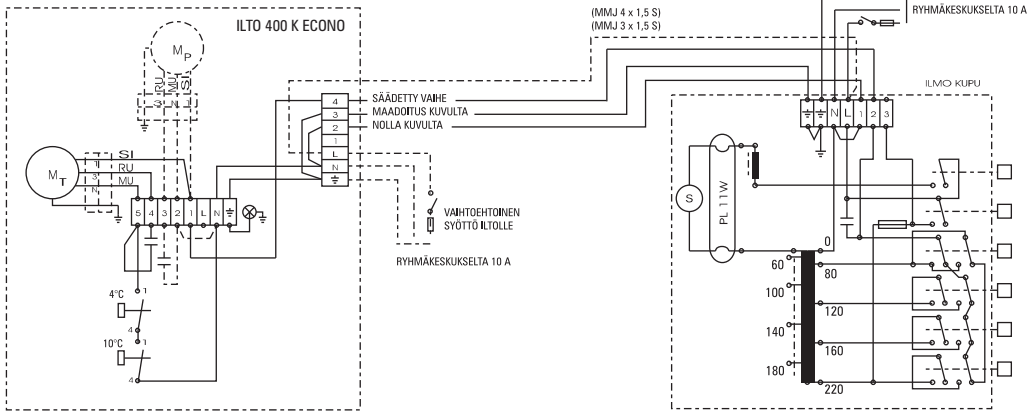 ILTO 400 K ECONO
(MMJ 4 x 1,5 S)
(MMJ 3 x 1,5 S)
RYHMÄKESKUKSELTA 10 A
ILMO KUPU
M P
RU
MU
SI
3 N 1
M T
SI
RU
MU
1
3
N
5 4 3 2 1 L N
4°C
1
4
10°C
1
4
4
3
2
1
L
N
SÄÄDETTY VAIHE
MAADOITUS KUVULTA
NOLLA KUVULTA
VAIHTOEHTOINEN
SYÖTTÖ ILTOLLE
RYHMÄKESKUKSELTA 10 A
N L 1 2 3
S
PL 11W
0
60
80
100
120
140
160
180
220